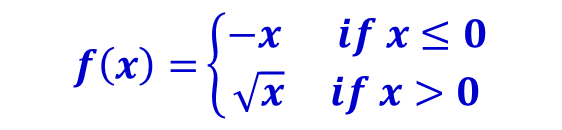 f(x) = { −x if x ≤ 0
√x if x > 0